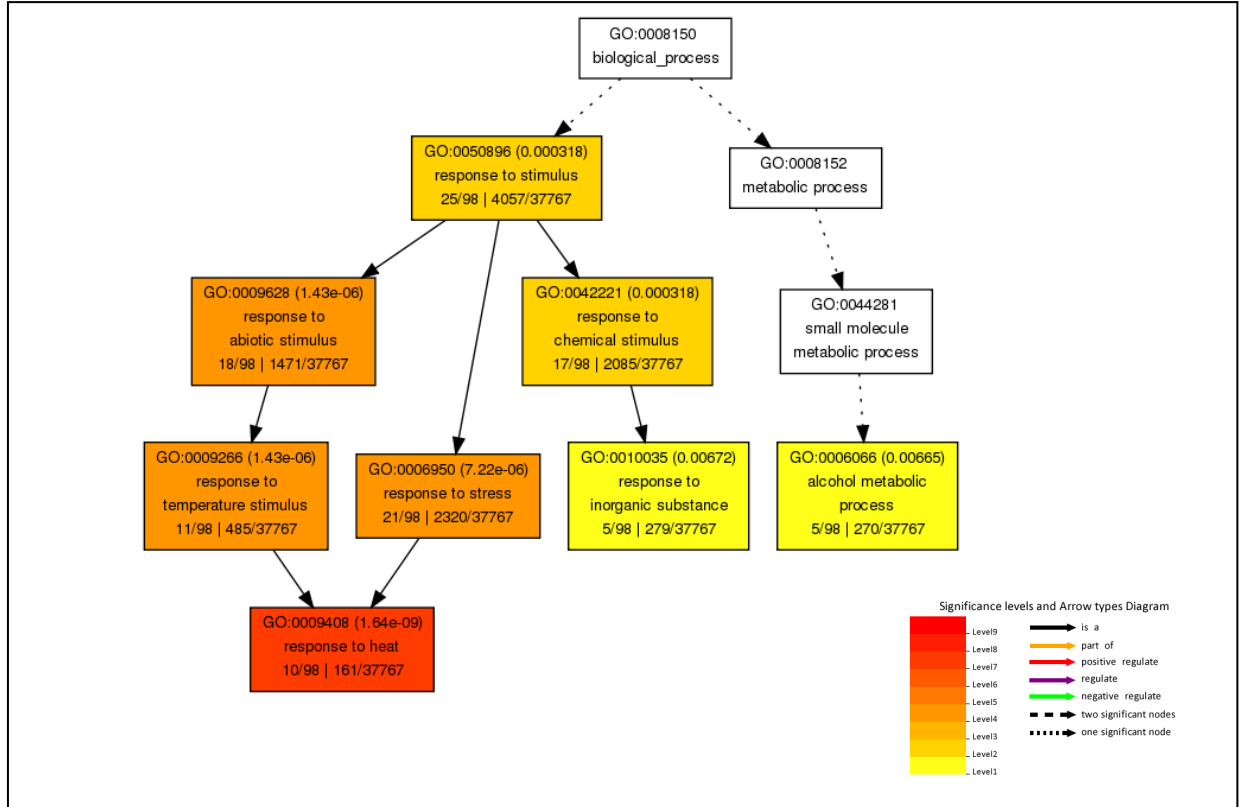 GO:0008150
biological_process
GO:0050896 (0.000318)
response to stimulus
25/98 | 4057/37767
GO:0008152
metabolic process
GO:0009628 (1.43e-06)
response to
abiotic stimulus
18/98 | 1471/37767
GO:0042221 (0.000318)
response to
chemical stimulus
17/98 | 2085/37767
GO:0044281
small molecule
metabolic process
GO:0009266 (1.43e-06)
response to
temperature stimulus
11/98 | 485/37767
GO:0006950 (7.22e-06)
response to stress
21/98 | 2320/37767
GO:0010035 (0.00672)
response to
inorganic substance
5/98 | 279/37767
GO:0006066 (0.00665)
alcohol metabolic
process
5/98 | 270/37767
GO:0009408 (1.64e-09)
response to heat
10/98 | 161/37767
Significance levels and Arrow types Diagram
Level9
Level8
Level7
Level6
Level5
Level4
Level3
Level2
Level1
is a
part of
positive regulate
regulate
negative regulate
two significant nodes
one significant node